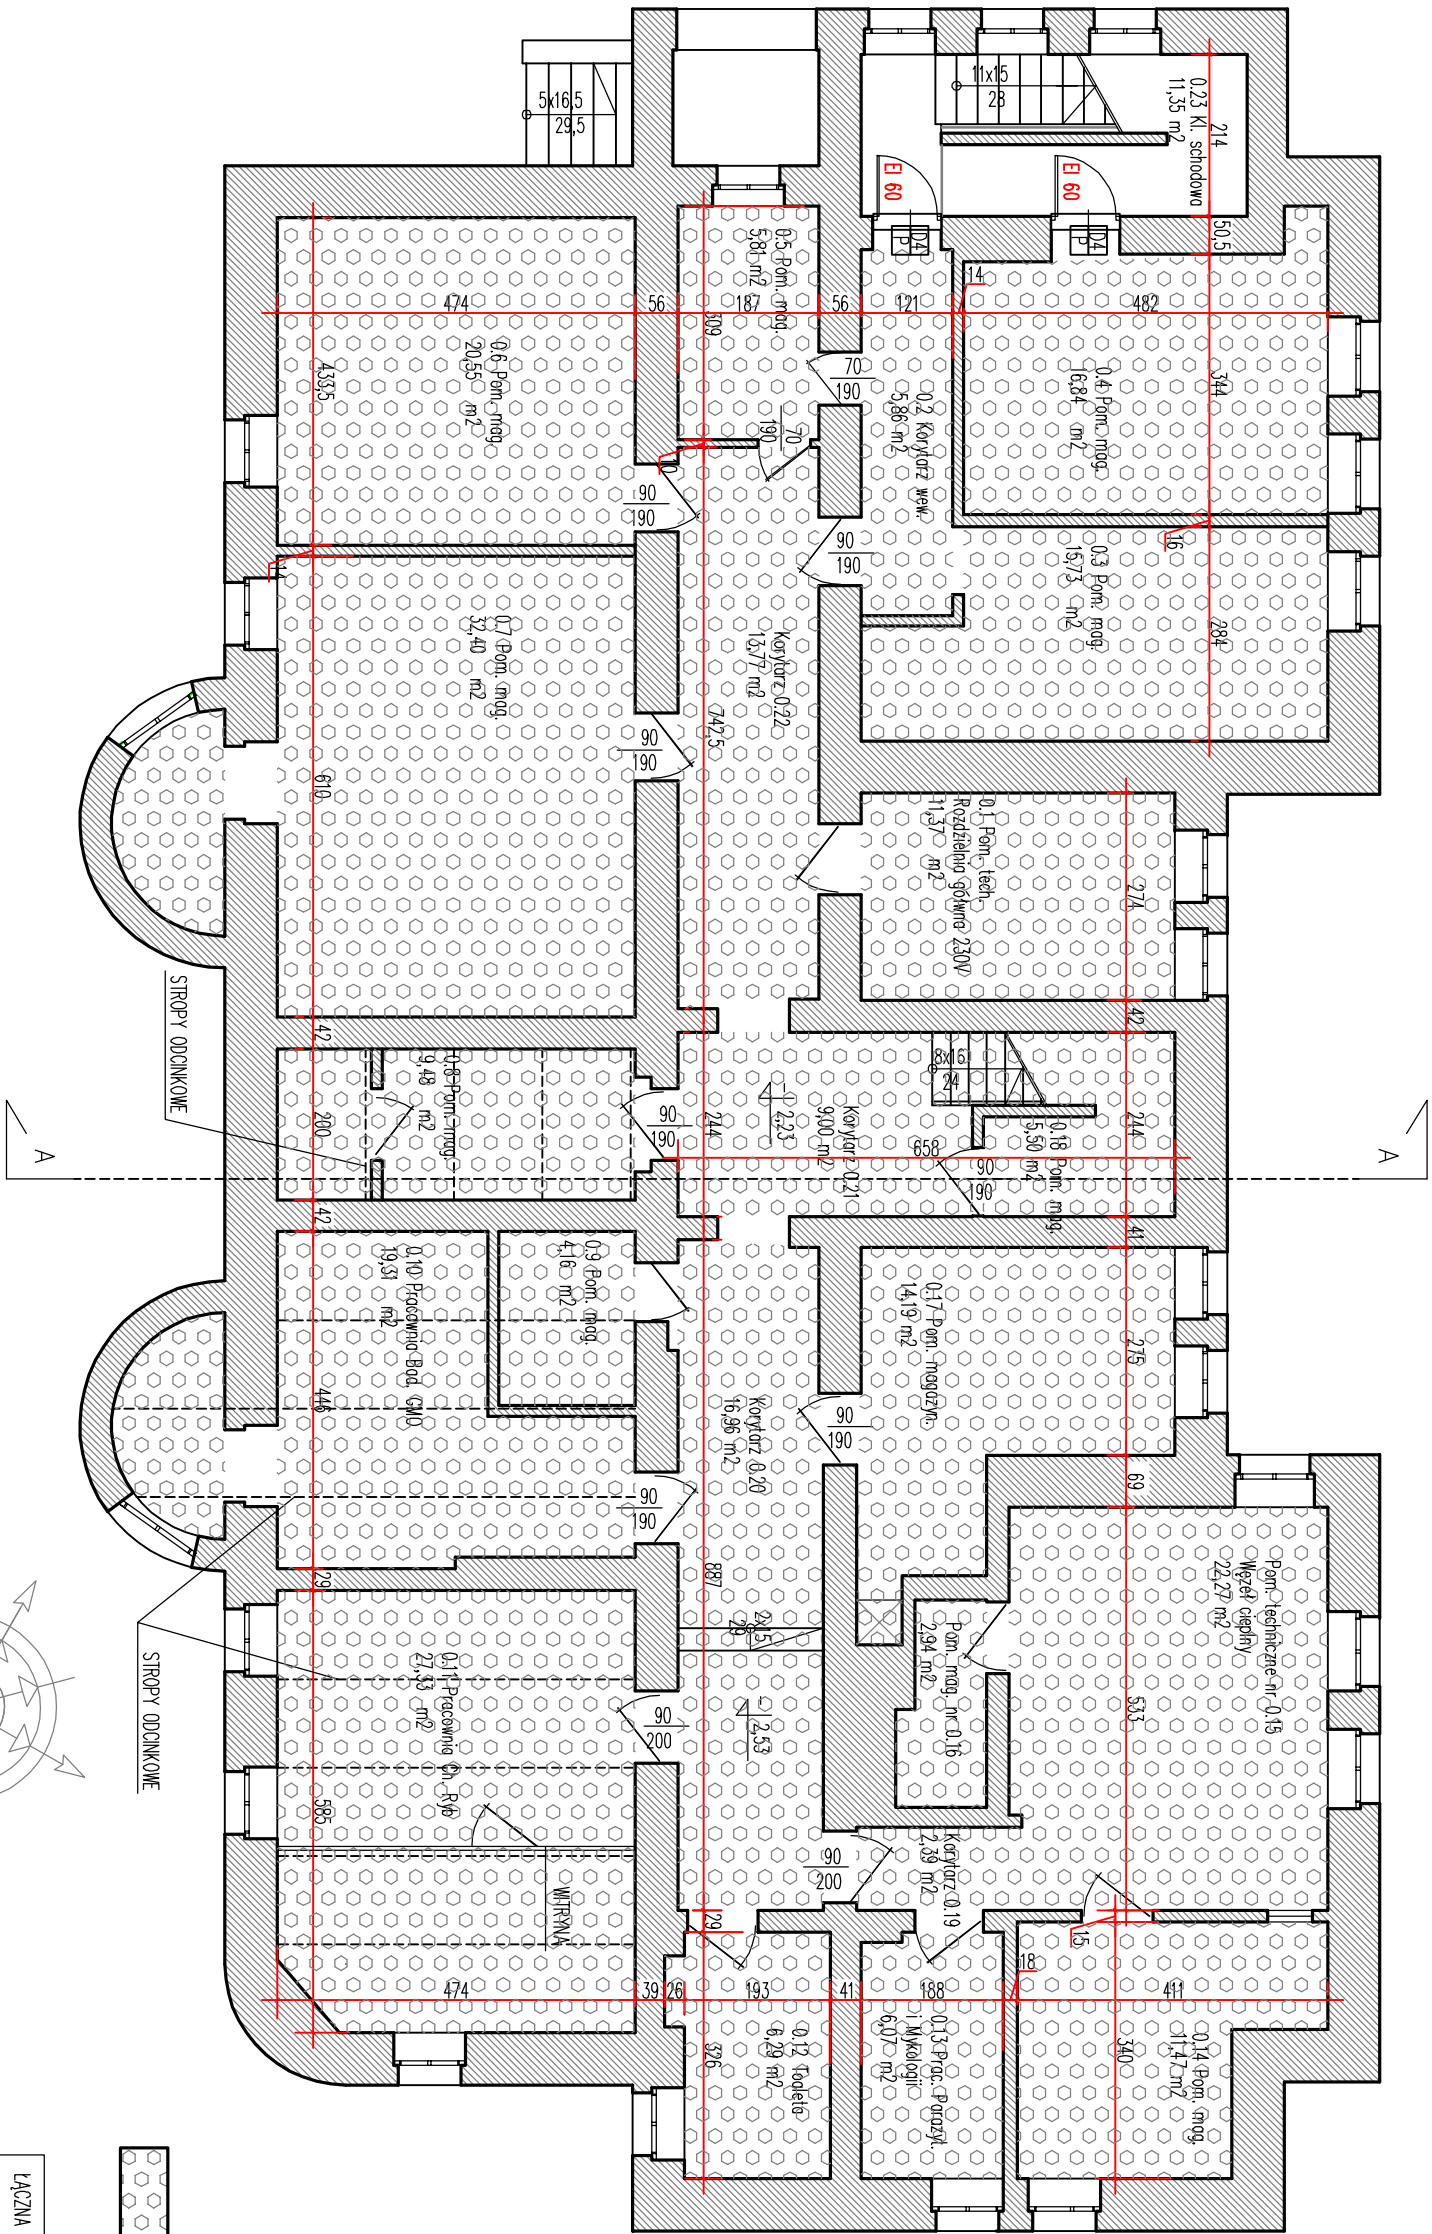 5x16,5
29,5
11x15
28
0.23 Kl. schodowa
11,35 m2
214
50,5
EI 60
EI 60
D4
P
D4
P
474
56
187
56
121
14
482
0.5 Pom. mag.
5,81 m2
309
0.6 Pom. mag.
20,55 m2
433,5
70
190
70
190
0.2 Korytarz wew.
5,86 m2
0.4 Pom. mag.
16,84 m2
344
10
90
190
90
190
16
0.3 Pom. mag.
15,73 m2
284
14
0.7 Pom. mag.
32,40 m2
610
Korytarz 0.22
13,77 m2
742,5
90
190
0.1 Pom. tech.
Rozdzielnia główna 230V
11,37 m2
274
STROPY ODCINKOWE
42
42
0.8 Pom. mag.
9,48 m2
200
90
190
244
- 2,23
Korytarz 0.21
9,00 m2
8x16
24
658
0.18 Pom. mag.
5,50 m2
244
90
190
A
A
42
41
0.9 Pom. mag.
4,16 m2
0.10 Pracownia Bad. GMO
19,31 m2
446
Korytarz 0.20
16,96 m2
90
190
0.17 Pom. magazyn.
14,19 m2
275
69
90
190
29
887
2x15
29
Pom. techniczne nr 0.15
Węzeł cieplny
22,27 m2
Pom. mag. nr 0.16
2,94 m2
533
STROPY ODCINKOWE
0.11 Pracownia Ch. Ryb
27,33 m2
90
200
- 2,53
585
WITRYNA
90
200
Korytarz 0.19
2,39 m2
29
15
18
474
39
26
193
41
188
411
326
0.12 Toaleta
6,29 m2
0.13 Prac. Parazyt.
i Mykologii
6,07 m2
340
0.14 Pom. mag.
11,47 m2
ŁĄCZNA